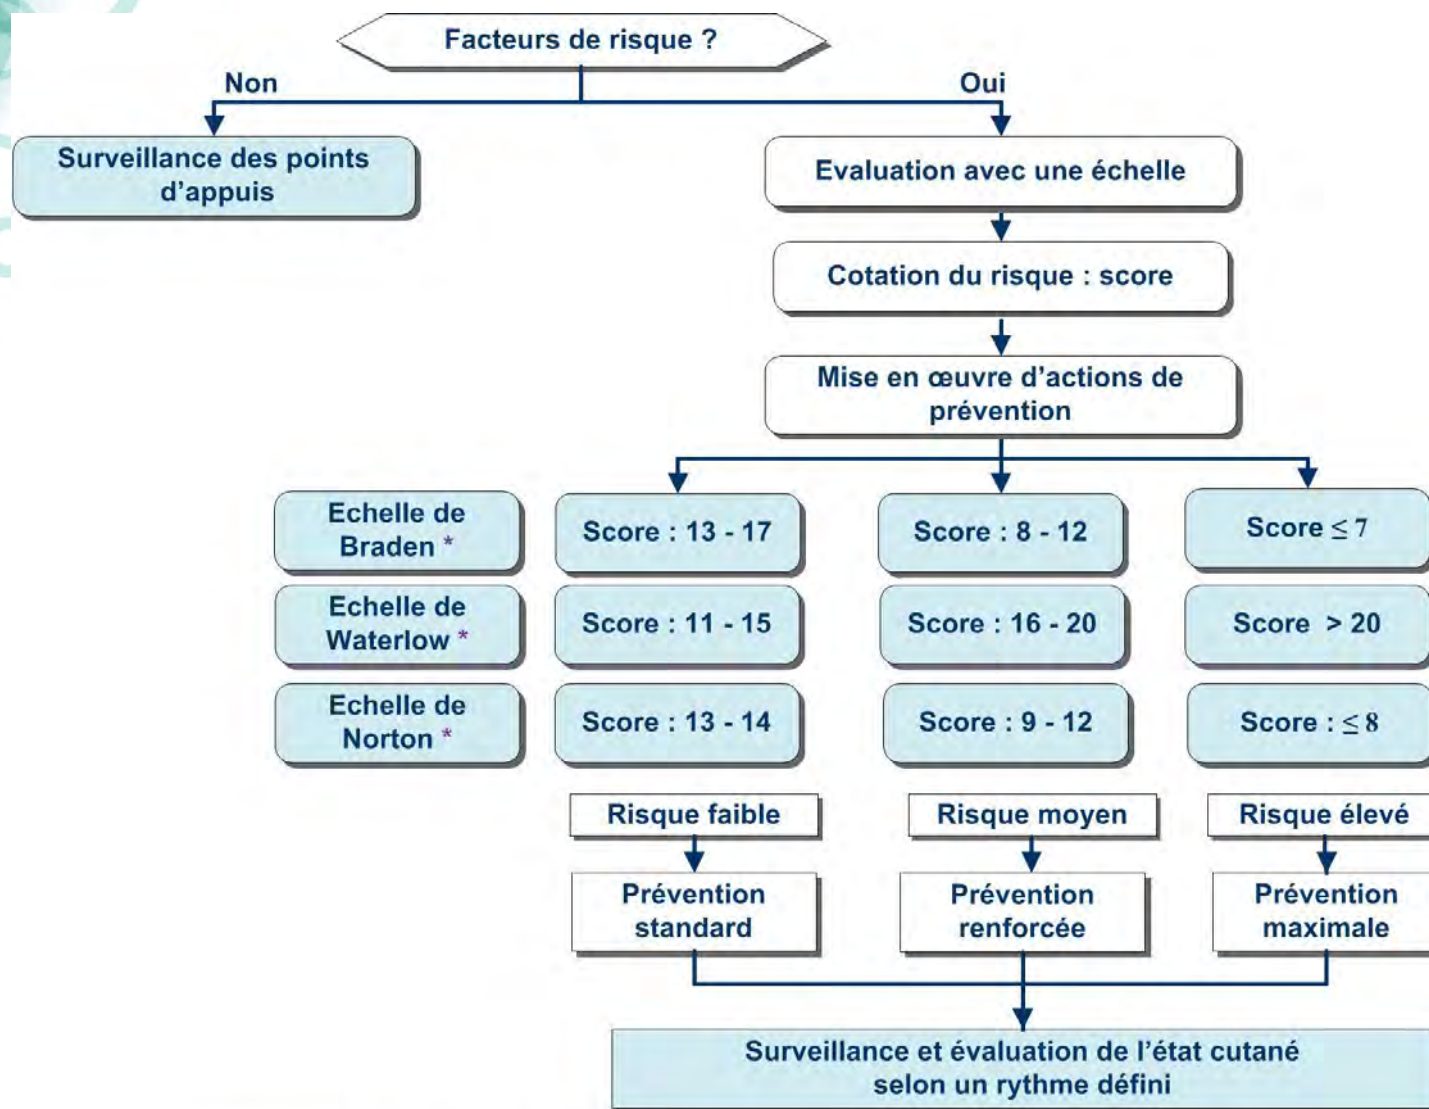 Facteurs de risque ?
Non
Oui
Surveillance des points
d’appuis
Evaluation avec une échelle
Cotation du risque : score
Mise en œuvre d’actions de
prévention
Echelle de
Braden *
Score : 13 - 17
Score : 8 - 12
Score ≤ 7
Echelle de
Waterlow *
Score : 11 - 15
Score : 16 - 20
Score > 20
Echelle de
Norton *
Score : 13 - 14
Score : 9 - 12
Score : ≤ 8
Risque faible
Risque moyen
Risque élevé
Prévention
standard
Prévention
renforcée
Prévention
maximale
Surveillance et évaluation de l’état cutané
selon un rythme défini